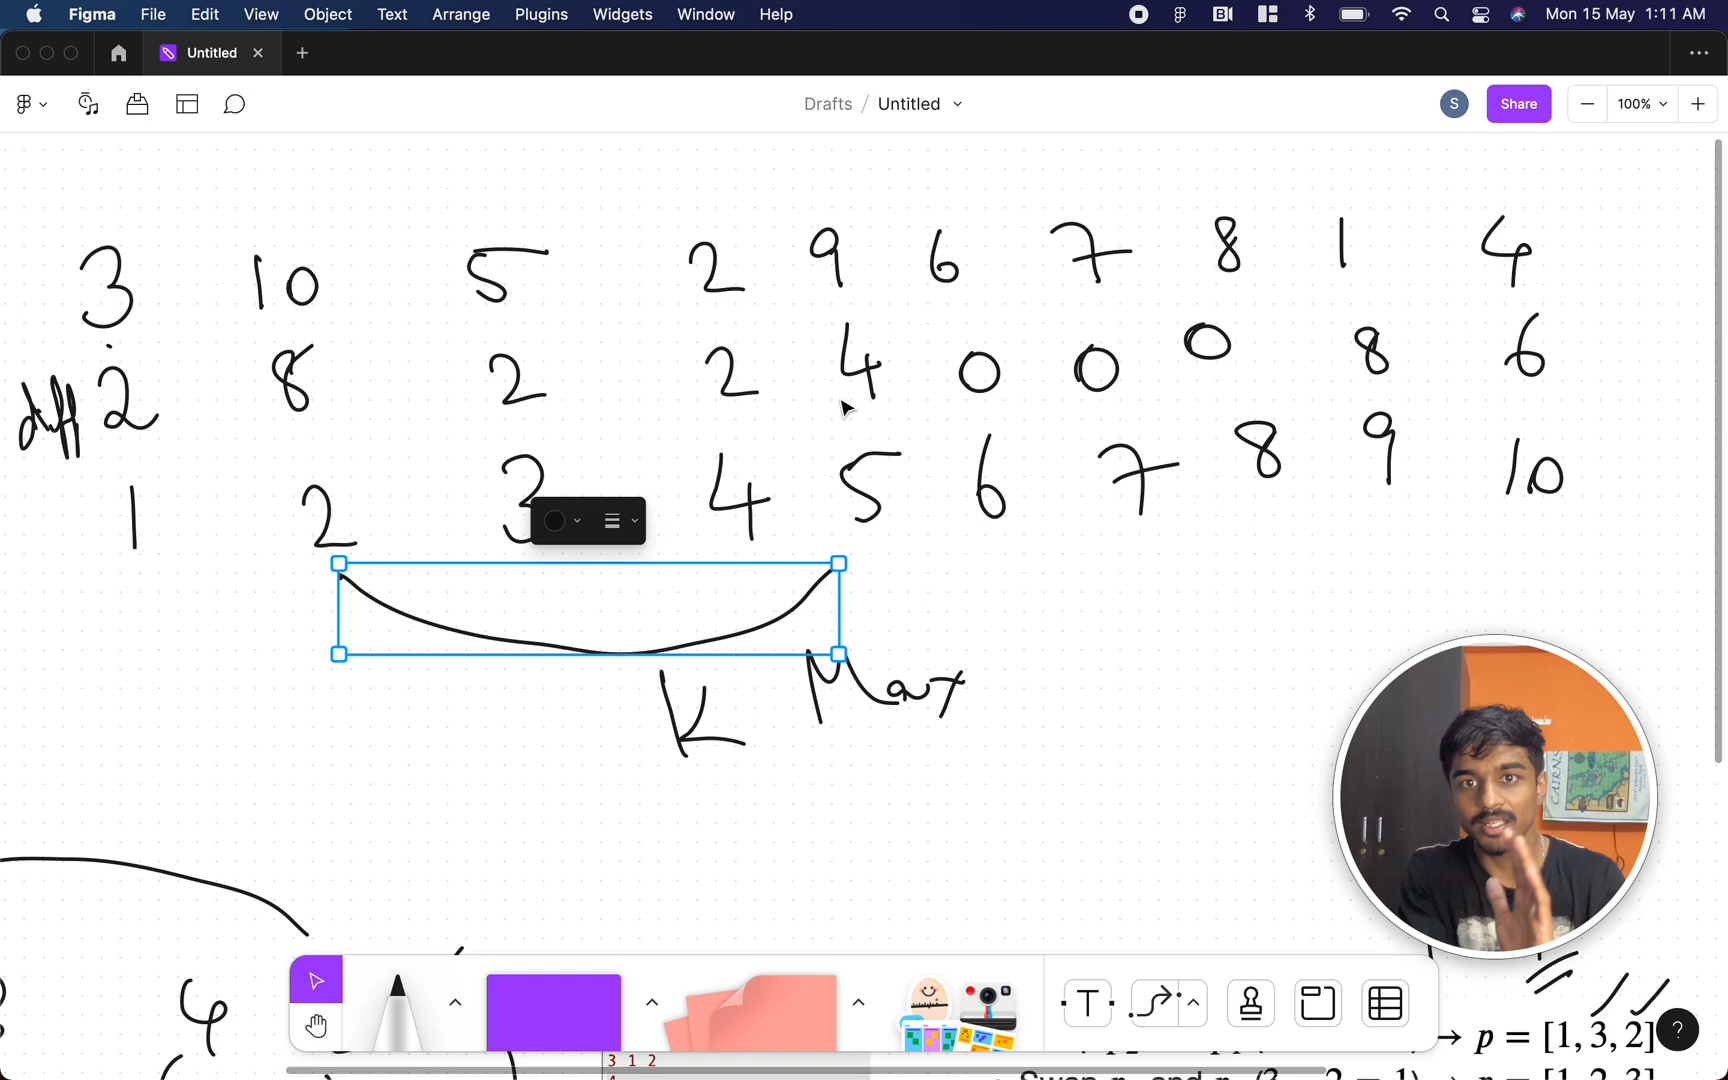 Figma File Edit View Object Text Arrange Plugins Widgets Window Help Mon 15 May 1:11 AM
Untitled
Drafts / Untitled S Share 100%
3 10 5 2 9 6 7 8 1 4
diff 2 8 2 2 4 0 0 0 8 6
1 2 3 4 5 6 7 8 9 10
K Max
CAIRNS
4
T
→ p = [1, 3, 2] ?
3 1 2